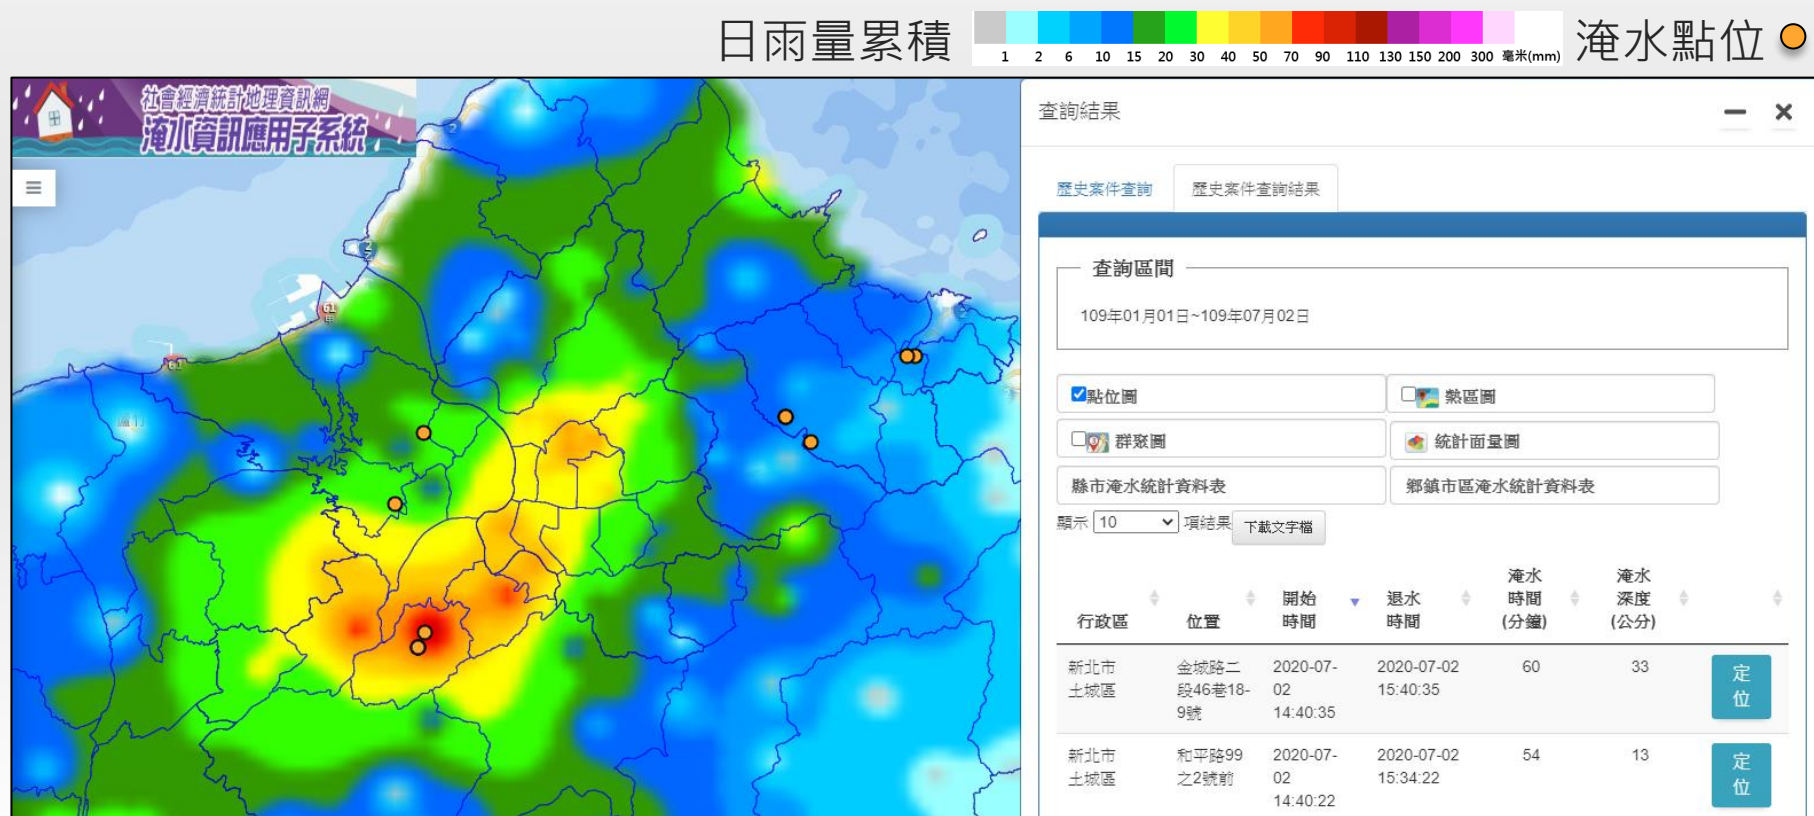 日雨量累積
1 2 6 10 15 20 30 40 50 70 90 110 130 150 200 300 毫米(mm)
淹水點位
社會經濟統計地理資訊網
淹水資訊應用子系統
2
2
61
甲
61
查詢結果
歷史案件查詢 歷史案件查詢結果
查詢區間
109年01月01日~109年07月02日
點位圖 熱區圖
群聚圖 統計面量圖
縣市淹水統計資料表 鄉鎮市區淹水統計資料表
顯示 10 項結果 下載文字檔
行政區
位置
開始
時間
退水
時間
淹水
時間
(分鐘)
淹水
深度
(公分)
新北市
土城區
金城路二
段46巷18-
9號
2020-07-
02
14:40:35
2020-07-02
15:40:35
60
33
定
位
新北市
土城區
和平路99
之2號前
2020-07-
02
14:40:22
2020-07-02
15:34:22
54
13
定
位